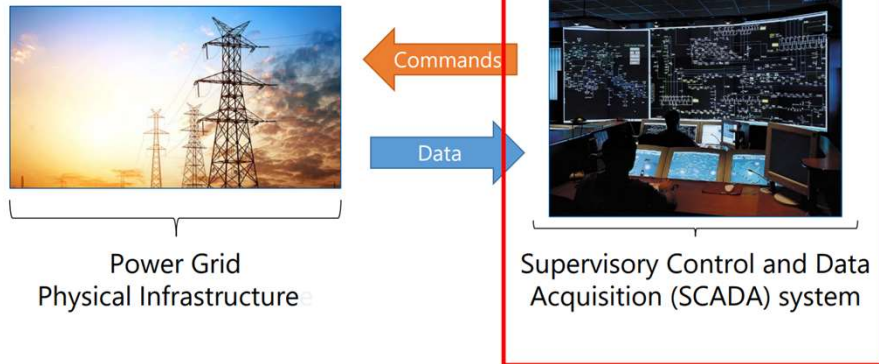 Commands
Data
Power Grid
Physical Infrastructure
Supervisory Control and Data
Acquisition (SCADA) system